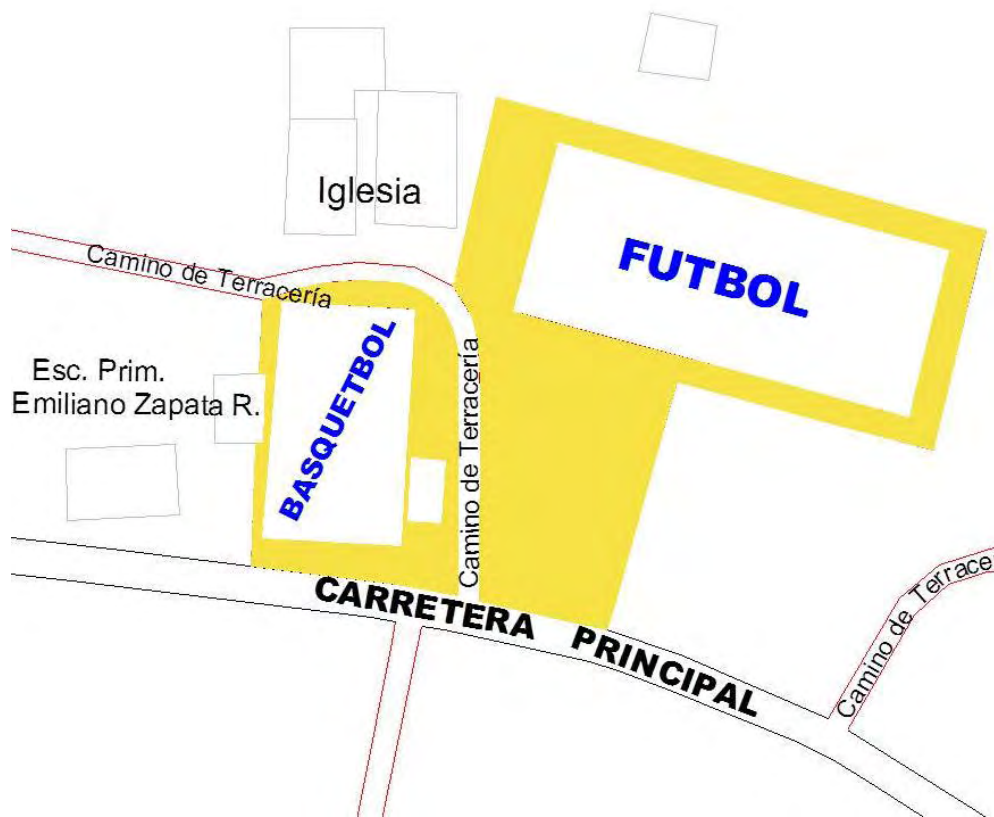 Iglesia
FUTBOL
Camino de Terracería
BASQUETBOL
Camino de Terracería
Esc. Prim.
Emiliano Zapata R.
Camino de Terrace
CARRETERA PRINCIPAL